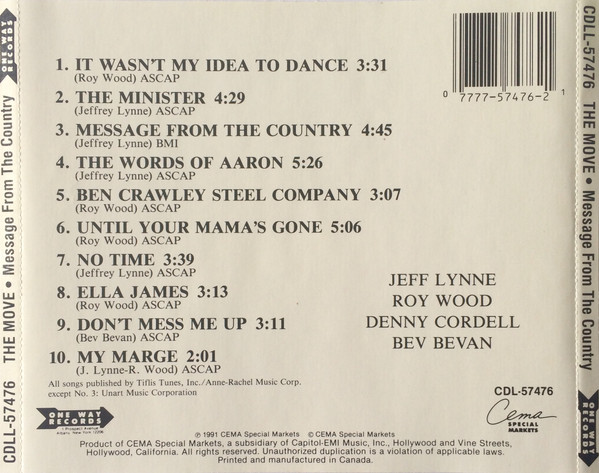 ONE WAY
RECORDS
CDLL-57476 THE MOVE • Message From The Country
1. IT WASN'T MY IDEA TO DANCE 3:31
(Roy Wood) ASCAP
2. THE MINISTER 4:29
(Jeffrey Lynne) ASCAP
3. MESSAGE FROM THE COUNTRY 4:45
(Jeffrey Lynne) BMI
4. THE WORDS OF AARON 5:26
(Jeffrey Lynne) ASCAP
5. BEN CRAWLEY STEEL COMPANY 3:07
(Roy Wood) ASCAP
6. UNTIL YOUR MAMA'S GONE 5:06
(Roy Wood) ASCAP
7. NO TIME 3:39
(Jeffrey Lynne) ASCAP
8. ELLA JAMES 3:13
(Roy Wood) ASCAP
9. DON'T MESS ME UP 3:11
(Bev Bevan) ASCAP
10. MY MARGE 2:01
(J. Lynne-R. Wood) ASCAP
All songs published by Tiflis Tunes, Inc./Anne-Rachel Music Corp.
except No. 3: Unart Music Corporation
0 7777-57476-2 1
JEFF LYNNE
ROY WOOD
DENNY CORDELL
BEV BEVAN
CDL-57476
Cema
SPECIAL
MARKETS
ONE WAY
RECORDS
1 Prospect Avenue
Albany, New York 12206
℗ 1991 CEMA Special Markets © CEMA Special Markets
Product of CEMA Special Markets, a subsidiary of Capitol-EMI Music, Inc., Hollywood and Vine Streets,
Hollywood, California. All rights reserved. Unauthorized duplication is a violation of applicable laws.
Printed and manufactured in Canada.
CDLL-57476 THE MOVE • Message From The Country
ONE WAY
RECORDS